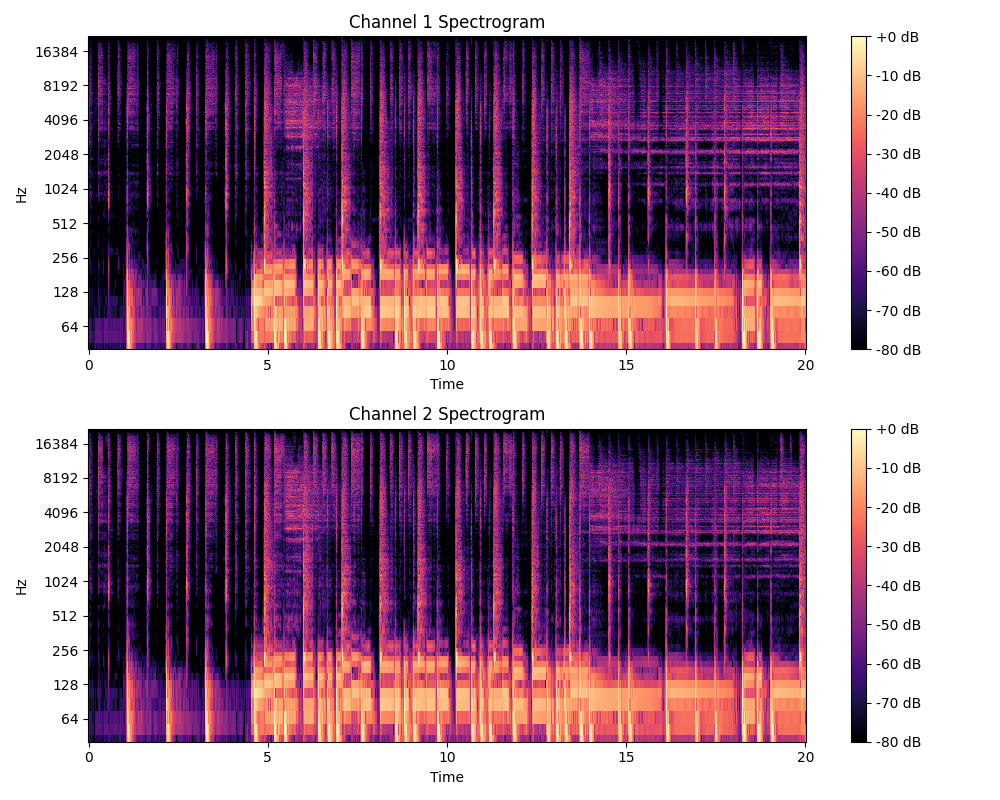 Channel 1 Spectrogram
16384
8192
4096
2048
1024
512
256
128
64
Hz
0 5 10 15 20
Time
+0 dB
-10 dB
-20 dB
-30 dB
-40 dB
-50 dB
-60 dB
-70 dB
-80 dB
Channel 2 Spectrogram
16384
8192
4096
2048
1024
512
256
128
64
Hz
0 5 10 15 20
Time
+0 dB
-10 dB
-20 dB
-30 dB
-40 dB
-50 dB
-60 dB
-70 dB
-80 dB